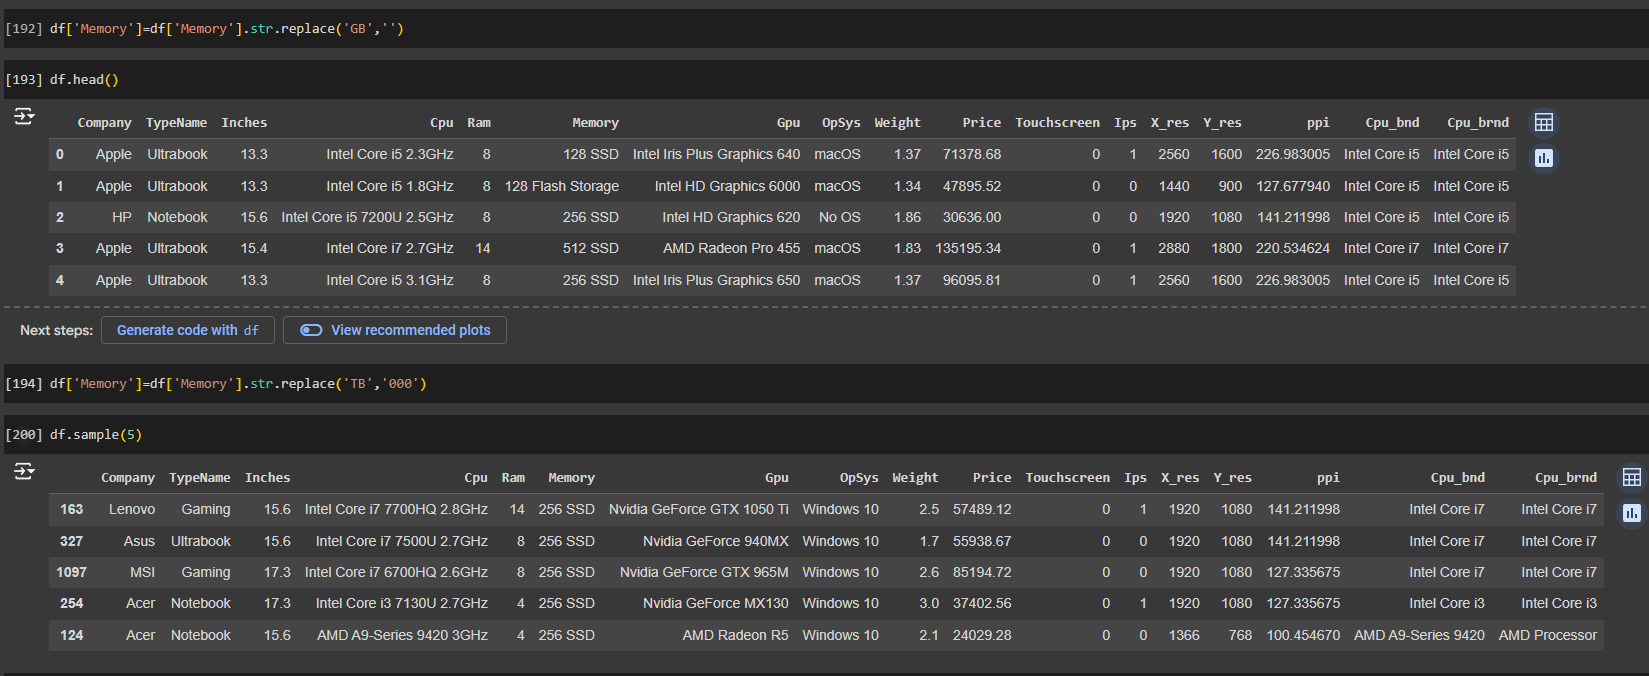 [192] df['Memory']=df['Memory'].str.replace('GB','')
[193] df.head()
Company TypeName Inches Cpu Ram Memory Gpu OpSys Weight Price Touchscreen Ips X_res Y_res ppi Cpu_bnd Cpu_brnd
0 Apple Ultrabook 13.3 Intel Core i5 2.3GHz 8 128 SSD Intel Iris Plus Graphics 640 macOS 1.37 71378.68 0 1 2560 1600 226.983005 Intel Core i5 Intel Core i5
1 Apple Ultrabook 13.3 Intel Core i5 1.8GHz 8 128 Flash Storage Intel HD Graphics 6000 macOS 1.34 47895.52 0 0 1440 900 127.677940 Intel Core i5 Intel Core i5
2 HP Notebook 15.6 Intel Core i5 7200U 2.5GHz 8 256 SSD Intel HD Graphics 620 No OS 1.86 30636.00 0 0 1920 1080 141.211998 Intel Core i5 Intel Core i5
3 Apple Ultrabook 15.4 Intel Core i7 2.7GHz 14 512 SSD AMD Radeon Pro 455 macOS 1.83 135195.34 0 1 2880 1800 220.534624 Intel Core i7 Intel Core i7
4 Apple Ultrabook 13.3 Intel Core i5 3.1GHz 8 256 SSD Intel Iris Plus Graphics 650 macOS 1.37 96095.81 0 1 2560 1600 226.983005 Intel Core i5 Intel Core i5
Next steps: Generate code with df View recommended plots
[194] df['Memory']=df['Memory'].str.replace('TB','000')
[200] df.sample(5)
Company TypeName Inches Cpu Ram Memory Gpu OpSys Weight Price Touchscreen Ips X_res Y_res ppi Cpu_bnd Cpu_brnd
163 Lenovo Gaming 15.6 Intel Core i7 7700HQ 2.8GHz 14 256 SSD Nvidia GeForce GTX 1050 Ti Windows 10 2.5 57489.12 0 1 1920 1080 141.211998 Intel Core i7 Intel Core i7
327 Asus Ultrabook 15.6 Intel Core i7 7500U 2.7GHz 8 256 SSD Nvidia GeForce 940MX Windows 10 1.7 55938.67 0 0 1920 1080 141.211998 Intel Core i7 Intel Core i7
1097 MSI Gaming 17.3 Intel Core i7 6700HQ 2.6GHz 8 256 SSD Nvidia GeForce GTX 965M Windows 10 2.6 85194.72 0 0 1920 1080 127.335675 Intel Core i7 Intel Core i7
254 Acer Notebook 17.3 Intel Core i3 7130U 2.7GHz 4 256 SSD Nvidia GeForce MX130 Windows 10 3.0 37402.56 0 1 1920 1080 127.335675 Intel Core i3 Intel Core i3
124 Acer Notebook 15.6 AMD A9-Series 9420 3GHz 4 256 SSD AMD Radeon R5 Windows 10 2.1 24029.28 0 0 1366 768 100.454670 AMD A9-Series 9420 AMD Processor